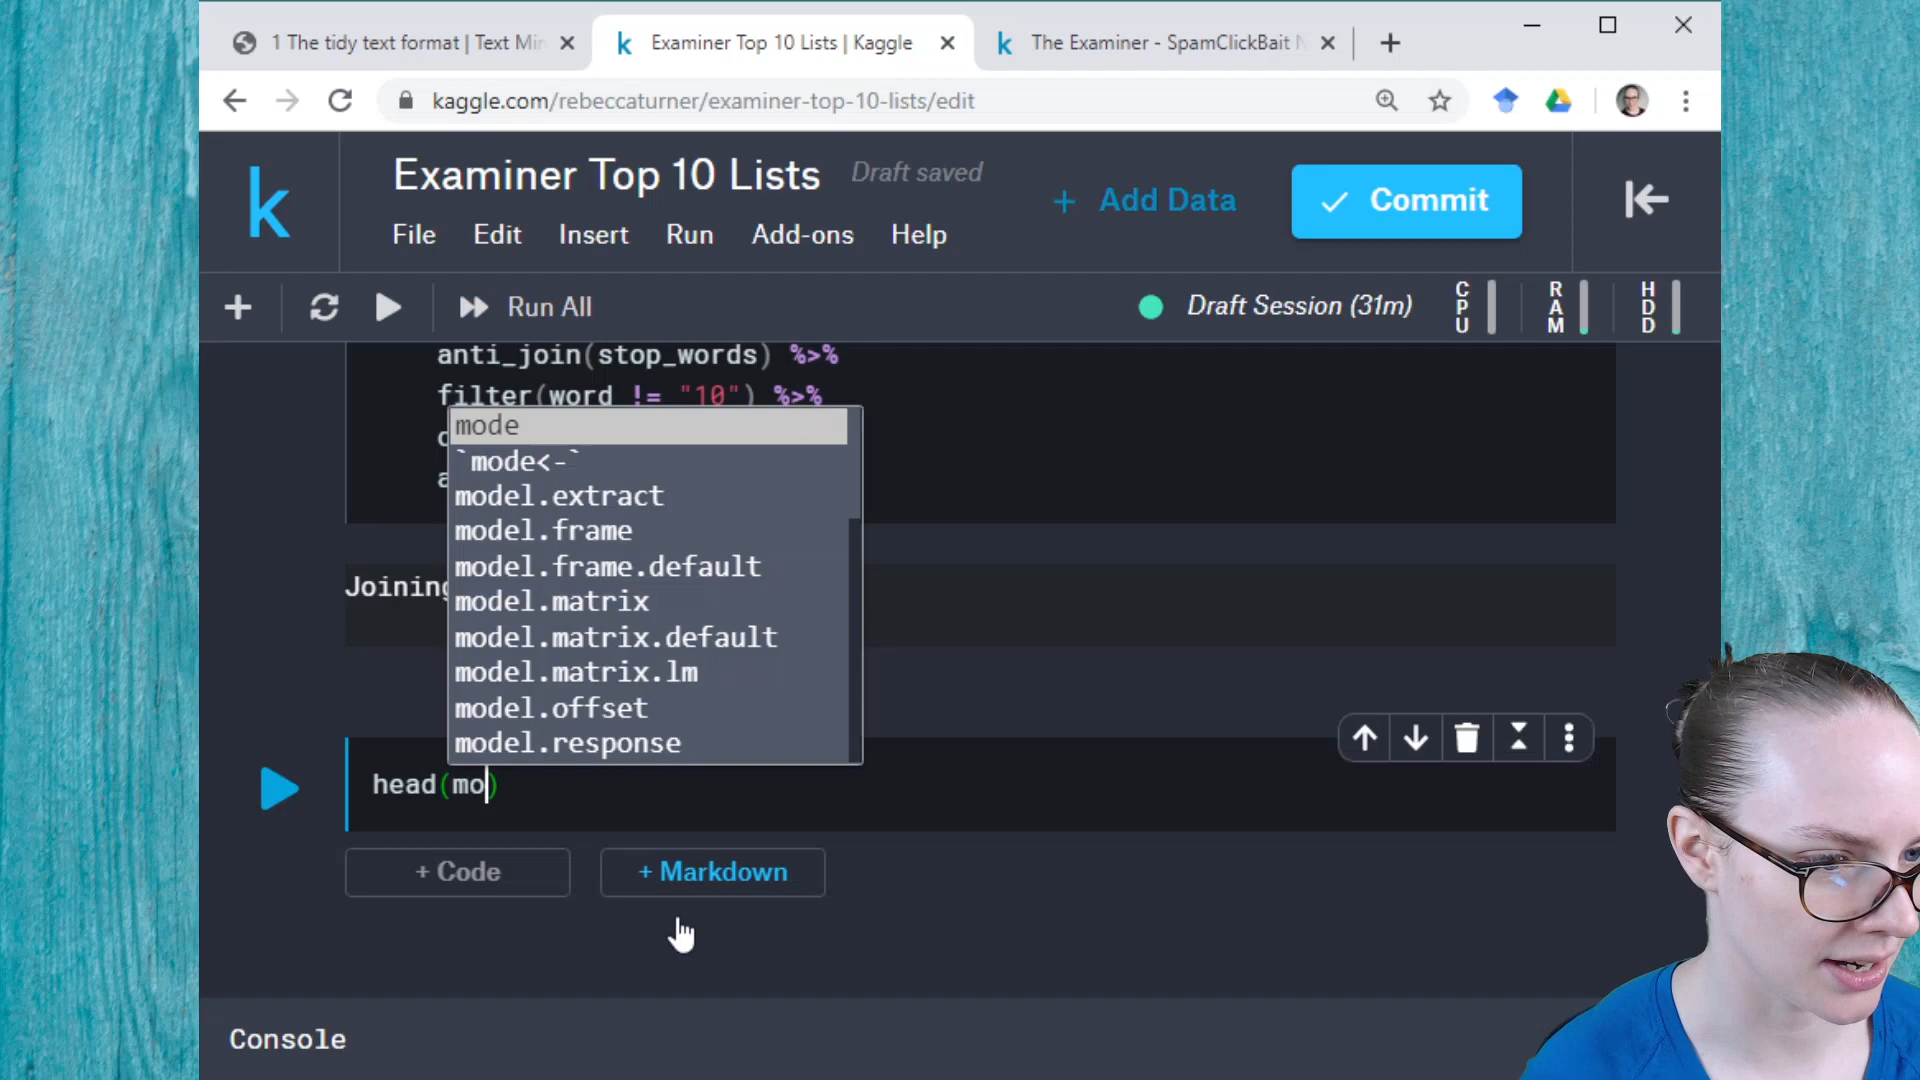 1 The tidy text format | Text Min
Examiner Top 10 Lists | Kaggle
The Examiner - SpamClickBait N
kaggle.com/rebeccaturner/examiner-top-10-lists/edit
k
Examiner Top 10 Lists
Draft saved
+ Add Data
Commit
File Edit Insert Run Add-ons Help
Run All
Draft Session (31m)
CPU
RAM
HDD
anti_join(stop_words) %>%
filter(word != "10") %>%
mode
`mode<-`
model.extract
model.frame
model.frame.default
model.matrix
model.matrix.default
model.matrix.lm
model.offset
model.response
Joining
head(mo)
+ Code
+ Markdown
Console